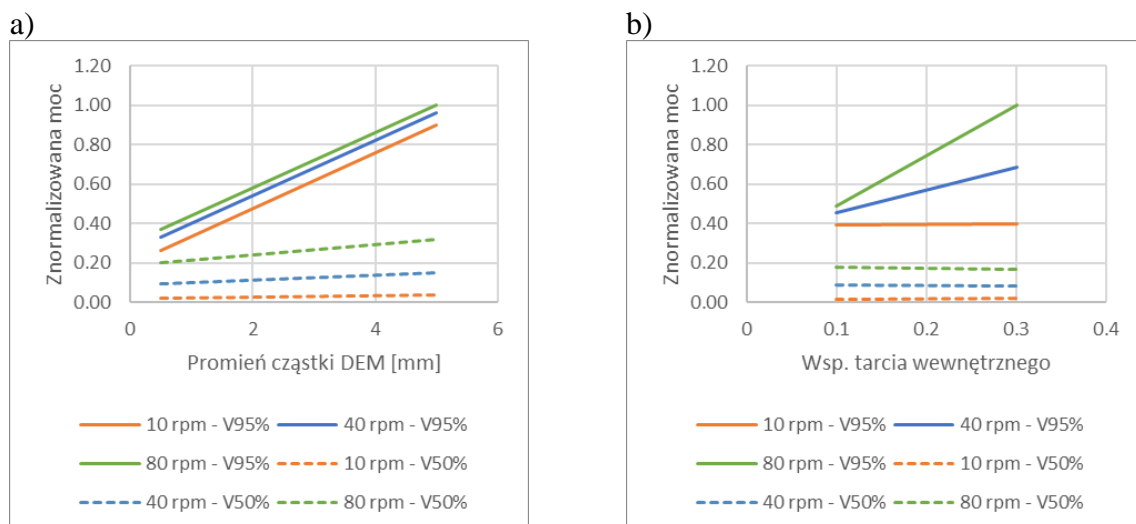 a)
1.20
1.00
0.80
0.60
0.40
0.20
0.00
Znormalizowana moc
0 2 4 6
Promień cząstki DEM [mm]
10 rpm - V95% 40 rpm - V95%
80 rpm - V95% 10 rpm - V50%
40 rpm - V50% 80 rpm - V50%
b)
1.20
1.00
0.80
0.60
0.40
0.20
0.00
Znormalizowana moc
0 0.1 0.2 0.3 0.4
Wsp. tarcia wewnętrznego
10 rpm - V95% 40 rpm - V95%
80 rpm - V95% 10 rpm - V50%
40 rpm - V50% 80 rpm - V50%